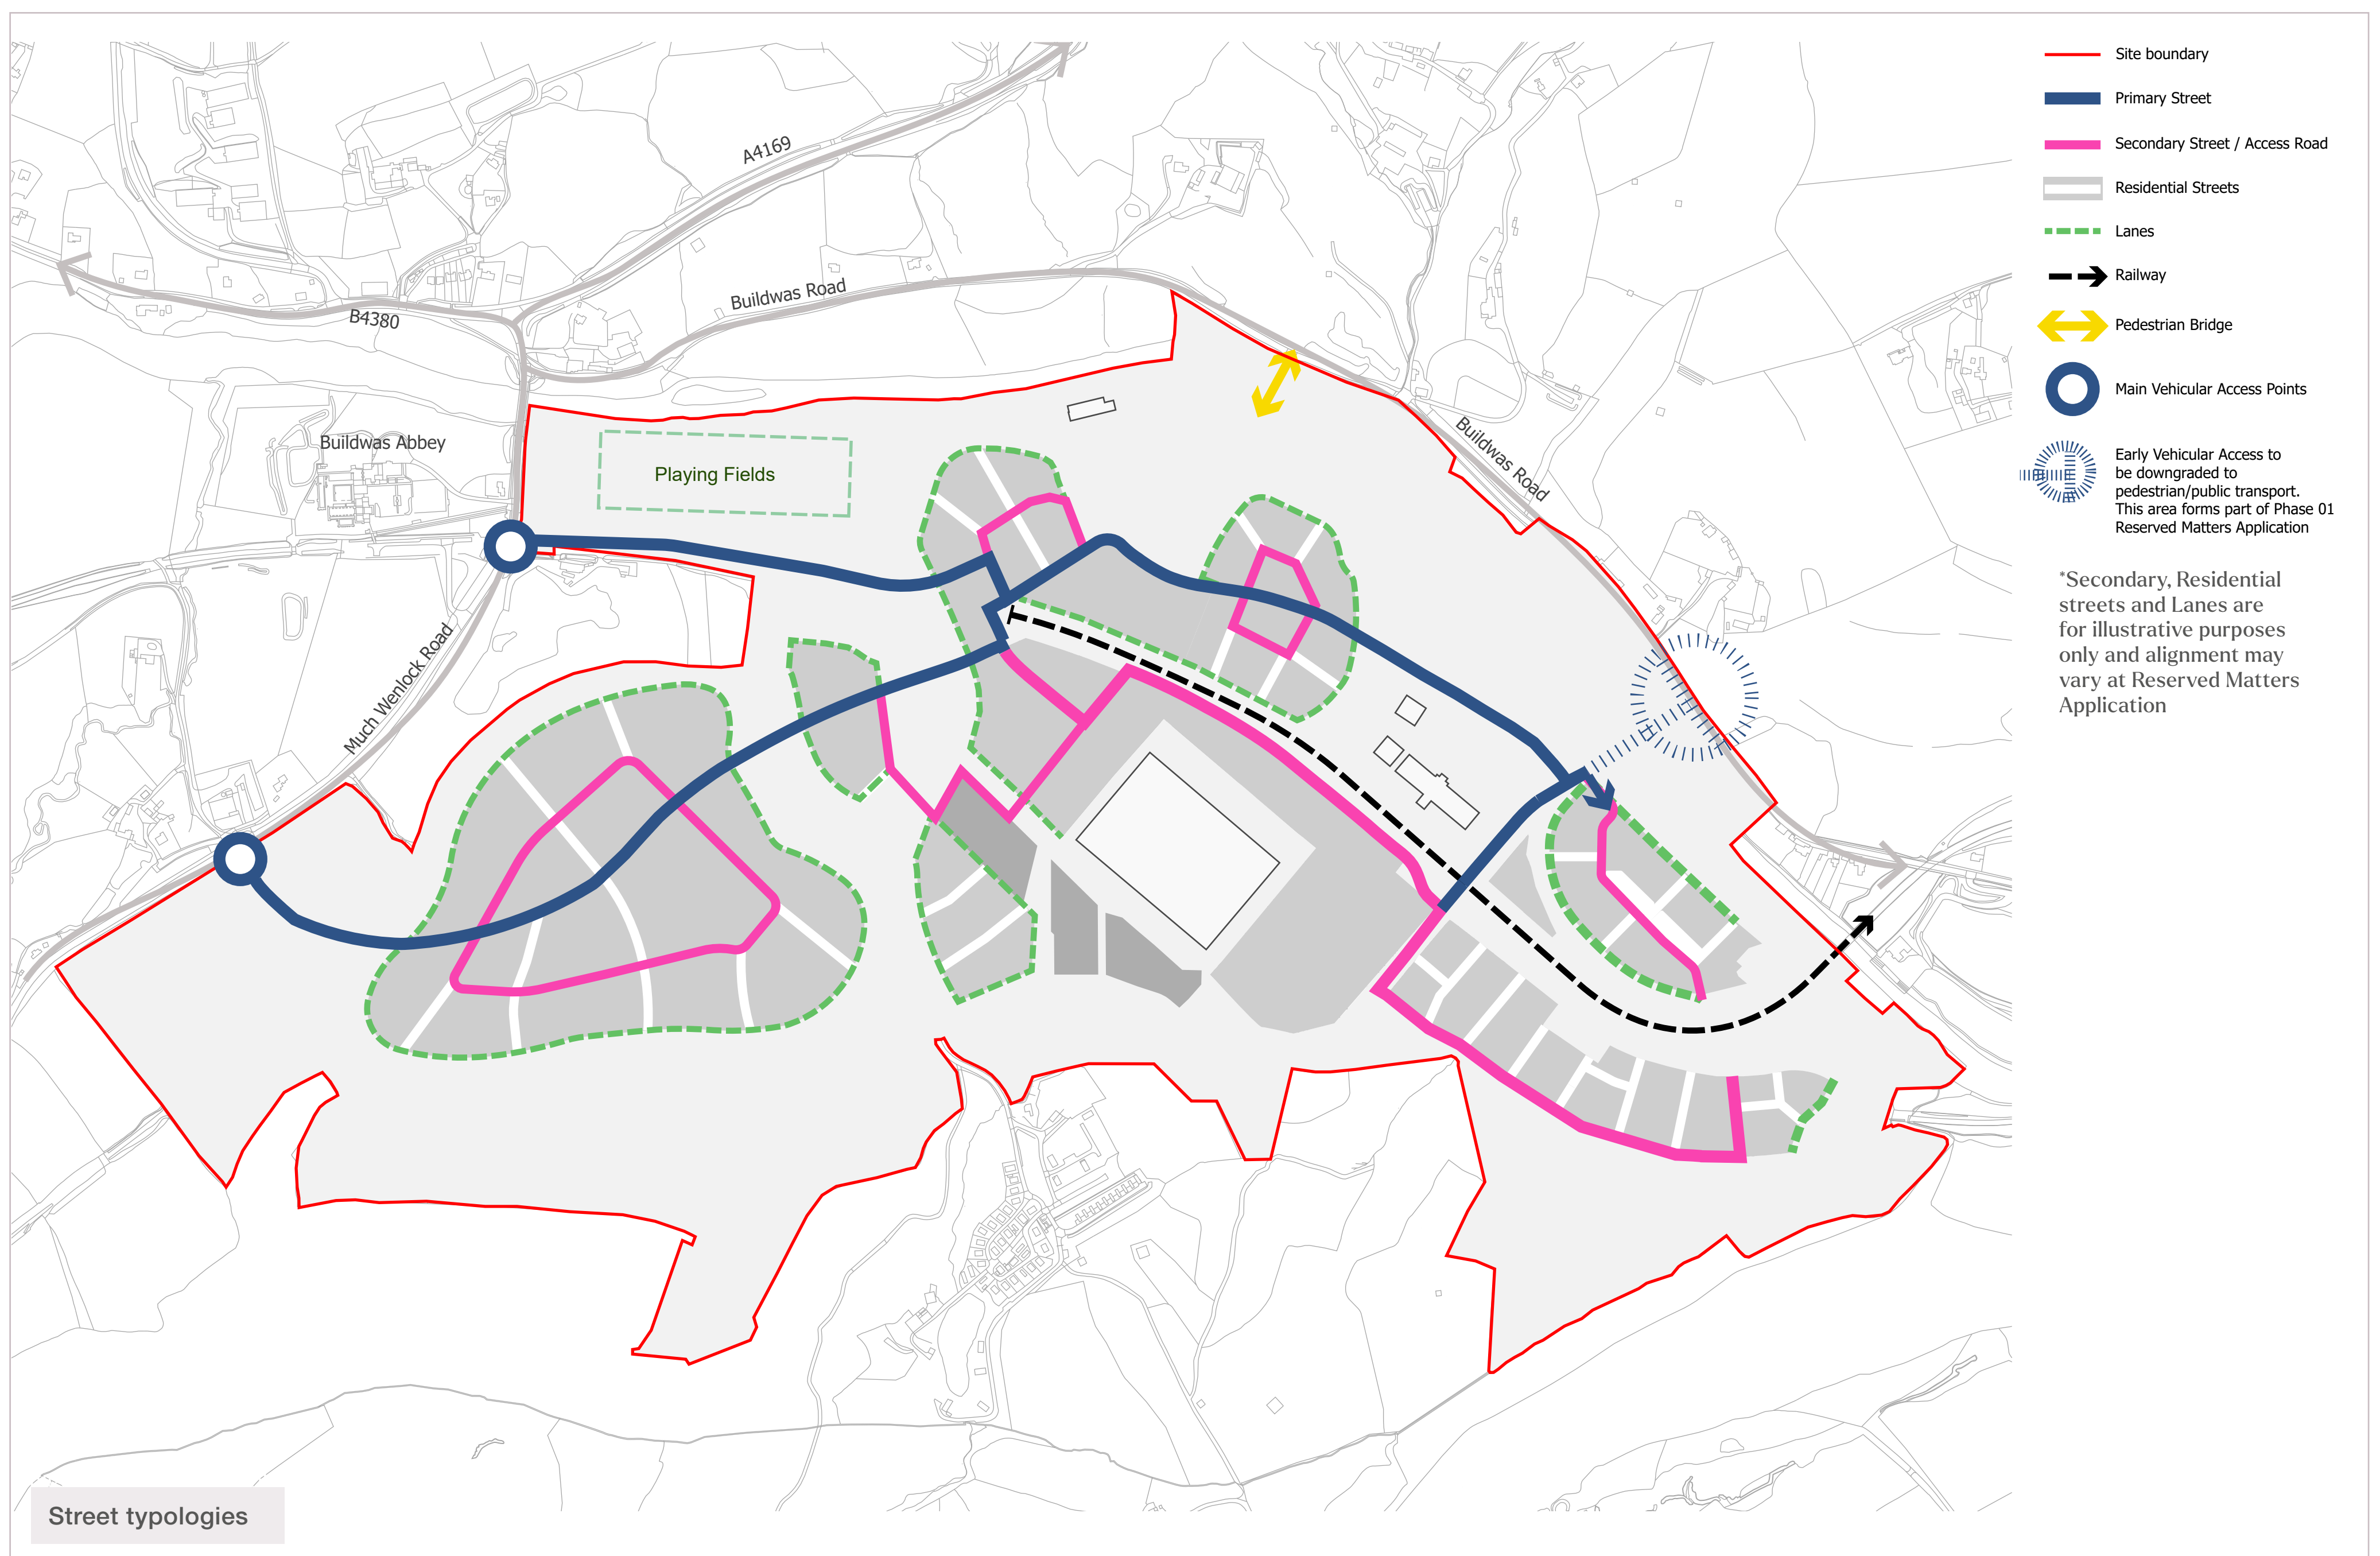 A4169
Buildwas Road
B4380
Buildwas Abbey
Playing Fields
Buildwas Road
Much Wenlock Road
Site boundary
Primary Street
Secondary Street / Access Road
Residential Streets
Lanes
Railway
Pedestrian Bridge
Main Vehicular Access Points
Early Vehicular Access to
be downgraded to
pedestrian/public transport.
This area forms part of Phase 01
Reserved Matters Application
*Secondary, Residential
streets and Lanes are
for illustrative purposes
only and alignment may
vary at Reserved Matters
Application
Street typologies